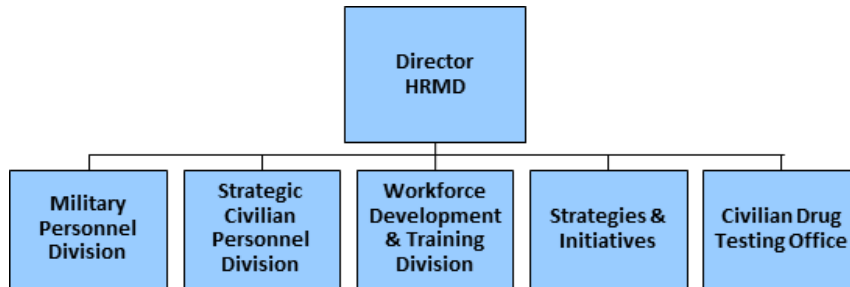 Director
HRMD
Military
Personnel
Division
Strategic
Civilian
Personnel
Division
Workforce
Development
& Training
Division
Strategies &
Initiatives
Civilian Drug
Testing Office